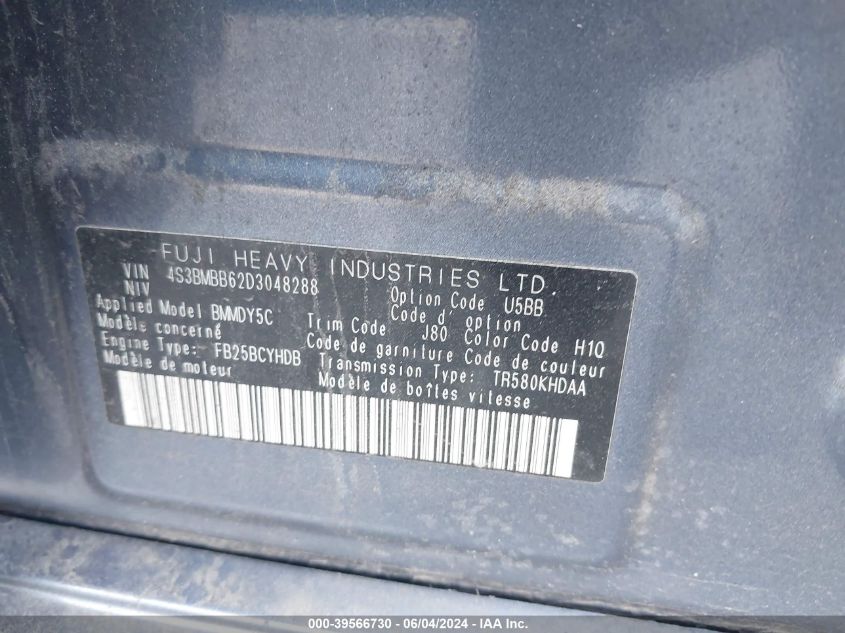 FUJI HEAVY INDUSTRIES LTD.
VIN 4S3BMBB62D3048288
NIV
Option Code U5BB
Code d' option
Applied Model BMMDY5C
Modèle concerné
Trim Code J80 Color Code H1Q
Code de garniture Code de couleur
Engine Type: FB25BCYHDB
Modèle de moteur
Transmission Type: TR580KHDAA
Modèle de boîtes vitesse
000-39566730 - 06/04/2024 - IAAI.COM